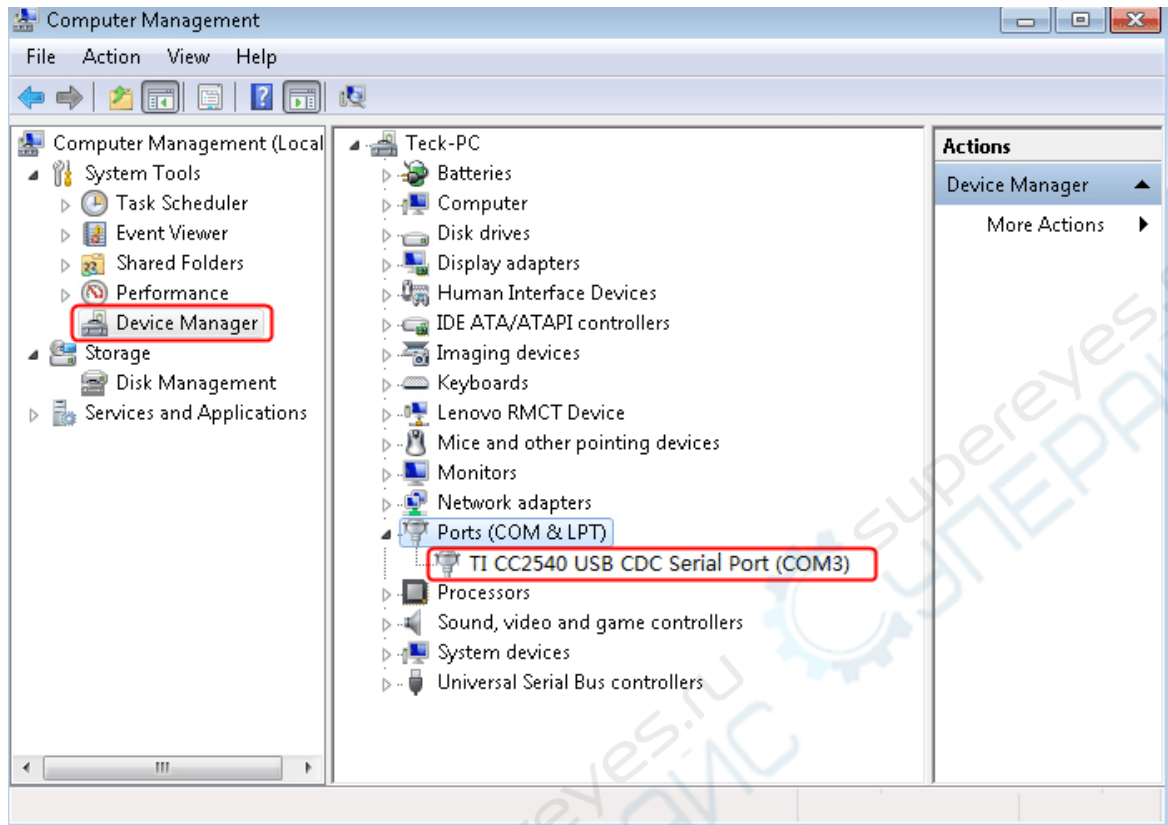 Computer Management
File Action View Help
Computer Management (Local
System Tools
Task Scheduler
Event Viewer
Shared Folders
Performance
Device Manager
Storage
Disk Management
Services and Applications
Teck-PC
Batteries
Computer
Disk drives
Display adapters
Human Interface Devices
IDE ATA/ATAPI controllers
Imaging devices
Keyboards
Lenovo RMCT Device
Mice and other pointing devices
Monitors
Network adapters
Ports (COM & LPT)
TI CC2540 USB CDC Serial Port (COM3)
Processors
Sound, video and game controllers
System devices
Universal Serial Bus controllers
Actions
Device Manager
More Actions